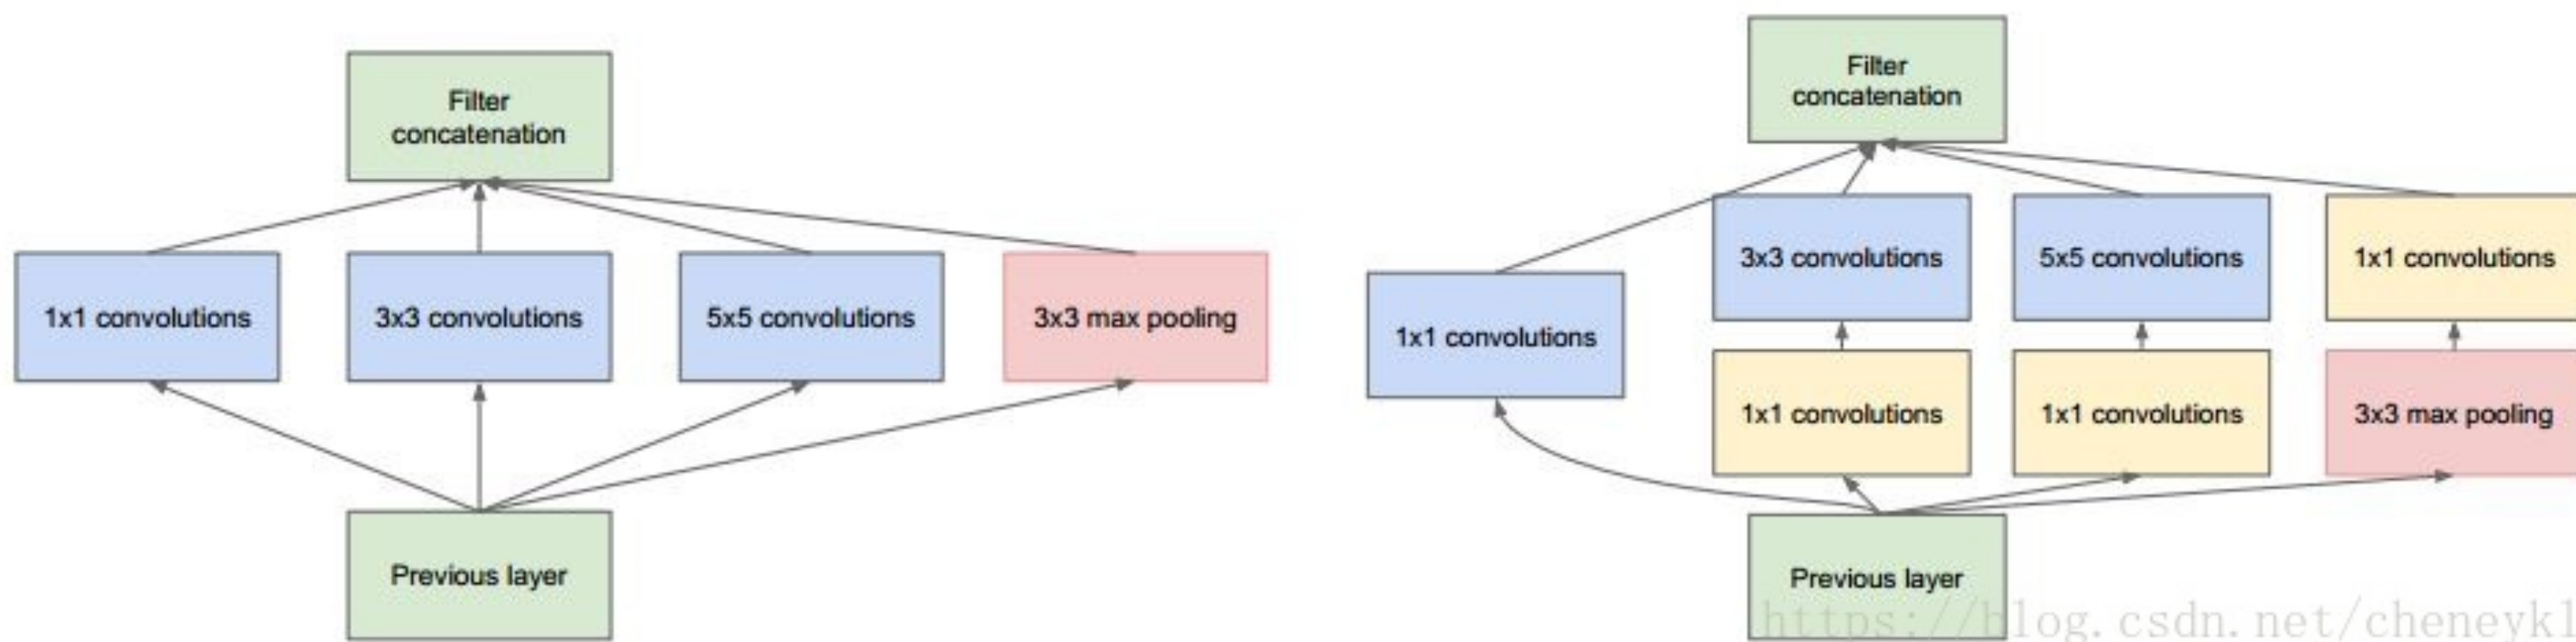 Filter
concatenation
1x1 convolutions
3x3 convolutions
5x5 convolutions
3x3 max pooling
Previous layer
Filter
concatenation
3x3 convolutions
5x5 convolutions
1x1 convolutions
1x1 convolutions
1x1 convolutions
1x1 convolutions
3x3 max pooling
Previous layer
https://blog.csdn.net/cheneykl